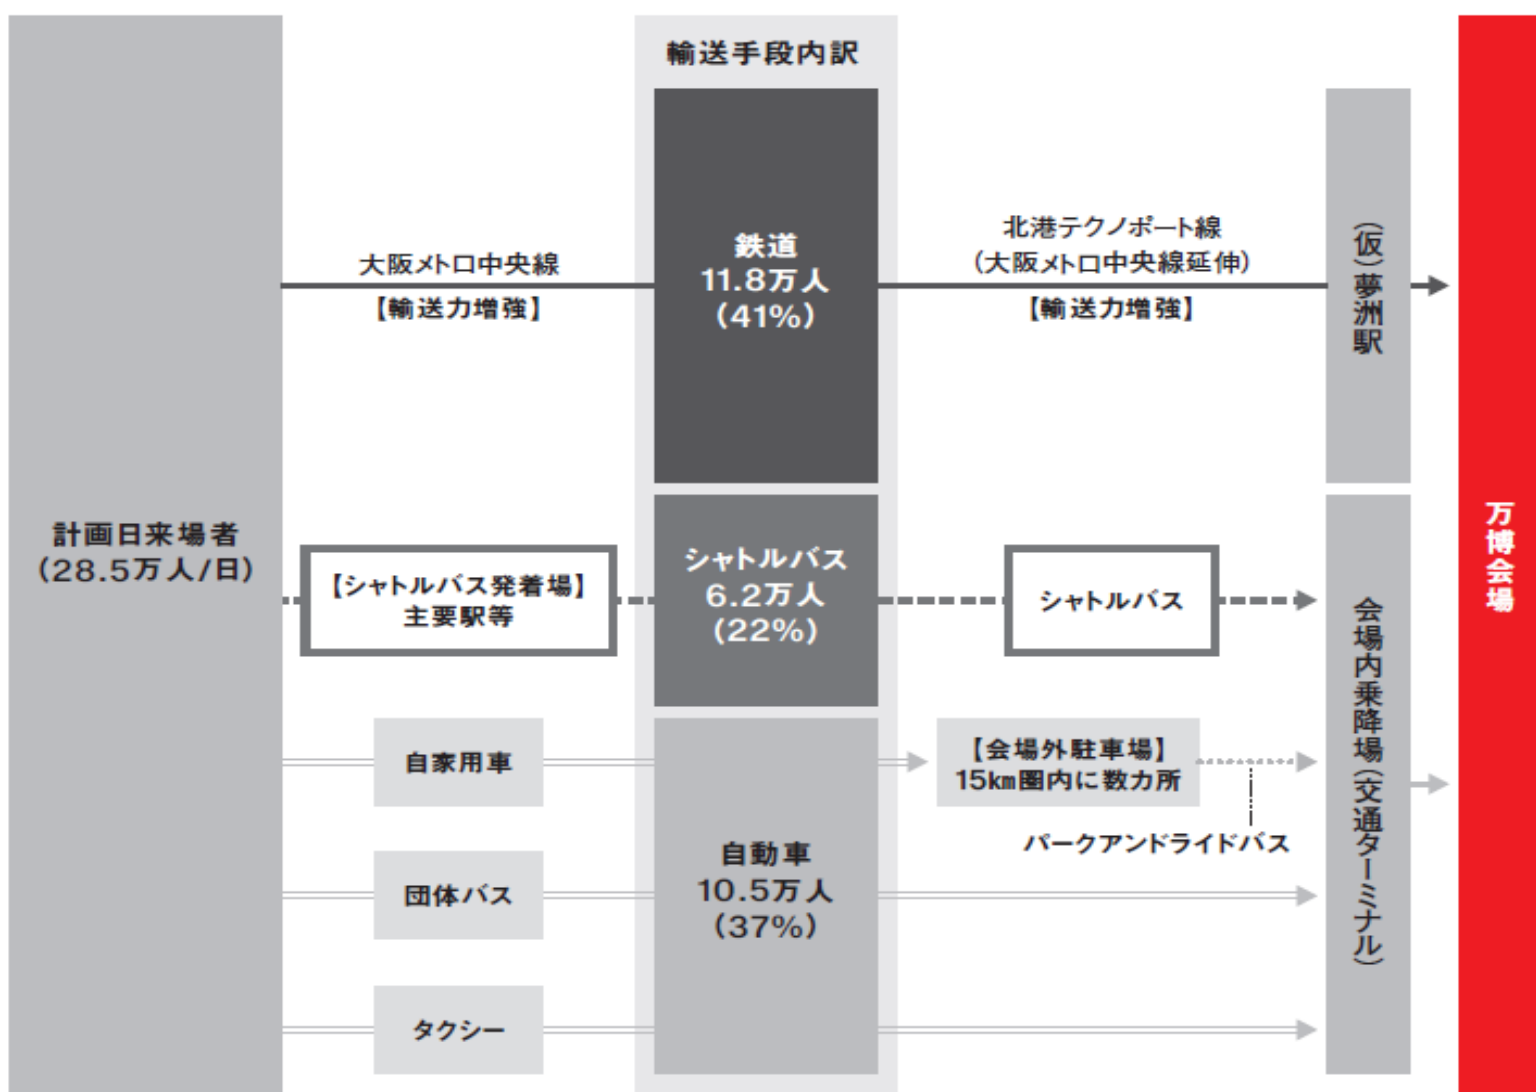 輸送手段内訳
計画日来場者
(28.5万人/日)
大阪メトロ中央線
【輸送力増強】
鉄道
11.8万人
(41%)
北港テクノポート線
(大阪メトロ中央線延伸)
【輸送力増強】
(仮)夢洲駅
【シャトルバス発着場】
主要駅等
シャトルバス
6.2万人
(22%)
シャトルバス
自家用車
団体バス
タクシー
自動車
10.5万人
(37%)
【会場外駐車場】
15km圏内に数カ所
パークアンドライドバス
会場内乗降場(交通ターミナル)
万博会場